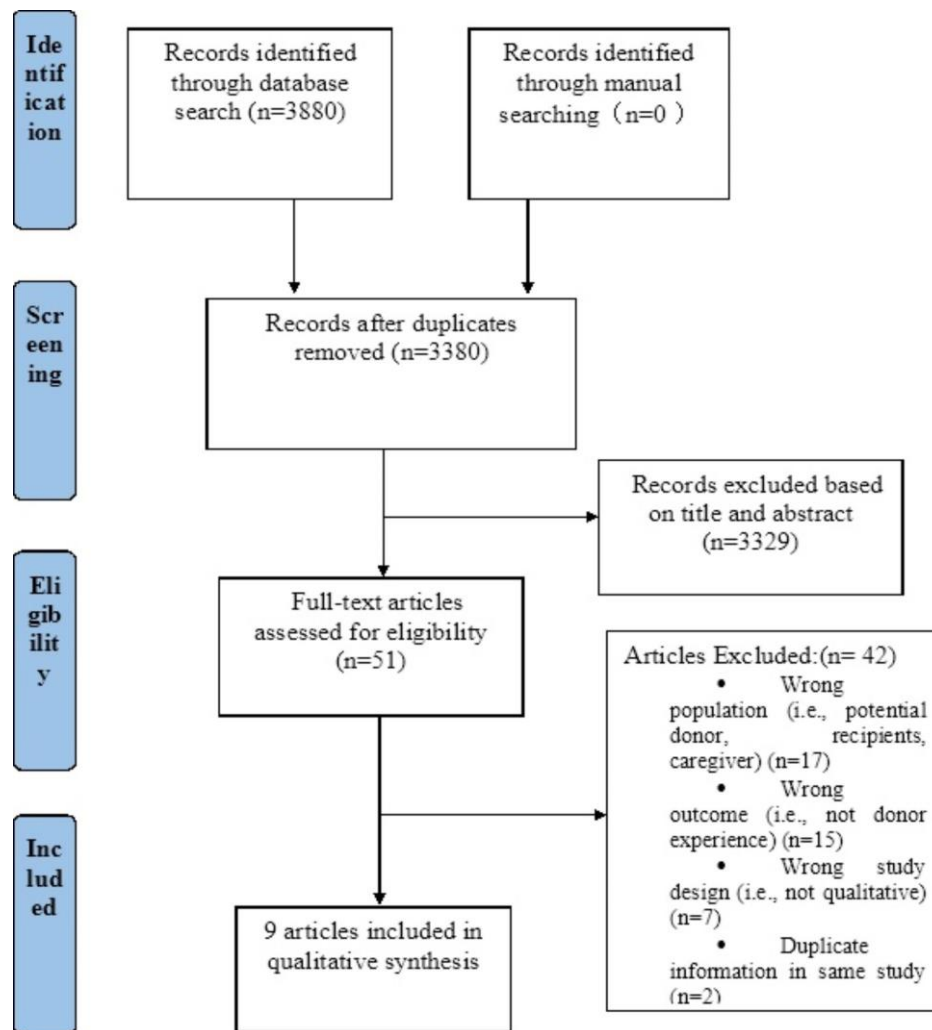 Ide
ntif
icat
ion
Records identified
through database
search (n=3880)
Records identified
through manual
searching（n=0 ）
Scr
een
ing
Records after duplicates
removed (n=3380)
Records excluded based
on title and abstract
(n=3329)
Eli
gib
ilit
y
Full-text articles
assessed for eligibility
(n=51)
Articles Excluded:(n= 42)
• Wrong
population (i.e., potential
donor, recipients,
caregiver) (n=17)
• Wrong
outcome (i.e., not donor
experience) (n=15)
• Wrong study
design (i.e., not qualitative)
(n=7)
• Duplicate
information in same study
(n=2)
Inc
lud
ed
9 articles included in
qualitative synthesis